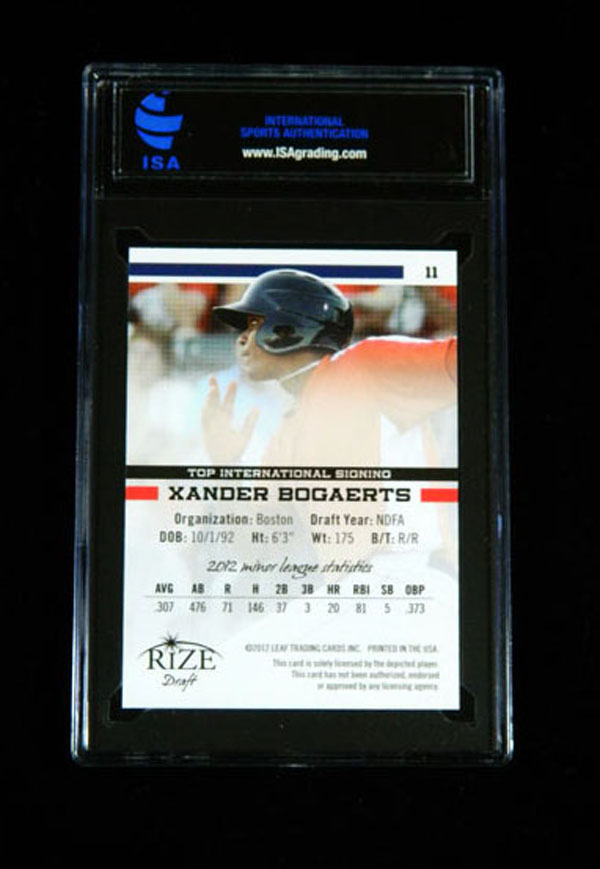 ISA
INTERNATIONAL
SPORTS AUTHENTICATION
www.ISAgrading.com
11
TOP INTERNATIONAL SIGNING
XANDER BOGAERTS
Organization: Boston Draft Year: NDFA
DOB: 10/1/92 Ht: 6'3" Wt: 175 B/T: R/R
2012 minor league statistics
AVG AB R H 2B 3B HR RBI SB OBP
.307 476 71 146 37 3 20 81 5 .373
RIZE
Draft
©2012 LEAF TRADING CARDS INC. PRINTED IN THE USA.
This card is solely licensed by the depicted player.
This card has not been authorized, endorsed
or approved by any licensing agency.